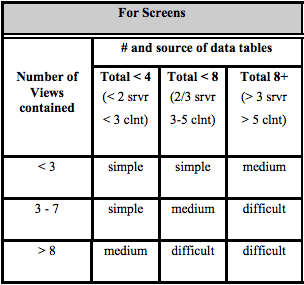 For Screens
# and source of data tables
Number of
Views
contained
Total < 4
(< 2 srvr
< 3 clnt)
Total < 8
(2/3 srvr
3-5 clnt)
Total 8+
(> 3 srvr
> 5 clnt)
< 3 simple simple medium
3 - 7 simple medium difficult
> 8 medium difficult difficult